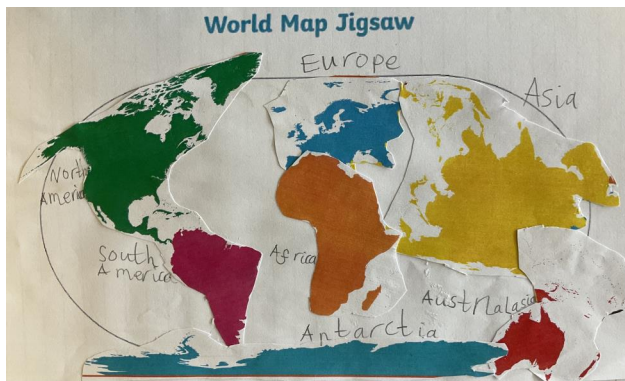 World Map Jigsaw
Europe
Asia
North
America
South
America
Africa
Australasia
Antarctia